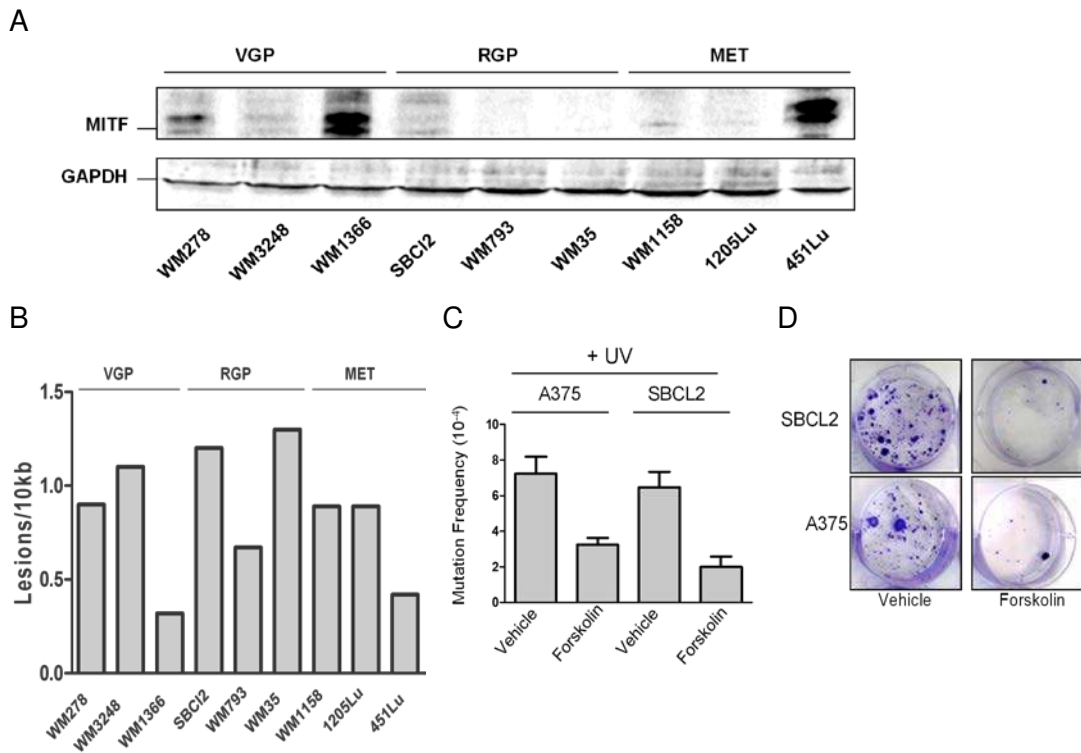 A
VGP RGP MET
MITF
GAPDH
WM278 WM3248 WM1366 SBCl2 WM793 WM35 WM1158 1205Lu 451Lu
B
VGP RGP MET
Lesions/10kb
1.5
1.0
0.5
0.0
WM278 WM3248 WM1366 SBCl2 WM793 WM35 WM1158 1205Lu 451Lu
C
+ UV
A375 SBCL2
Mutation Frequency (10⁻⁴)
10
8
6
4
2
0
Vehicle Forskolin Vehicle Forskolin
D
SBCL2
A375
Vehicle Forskolin